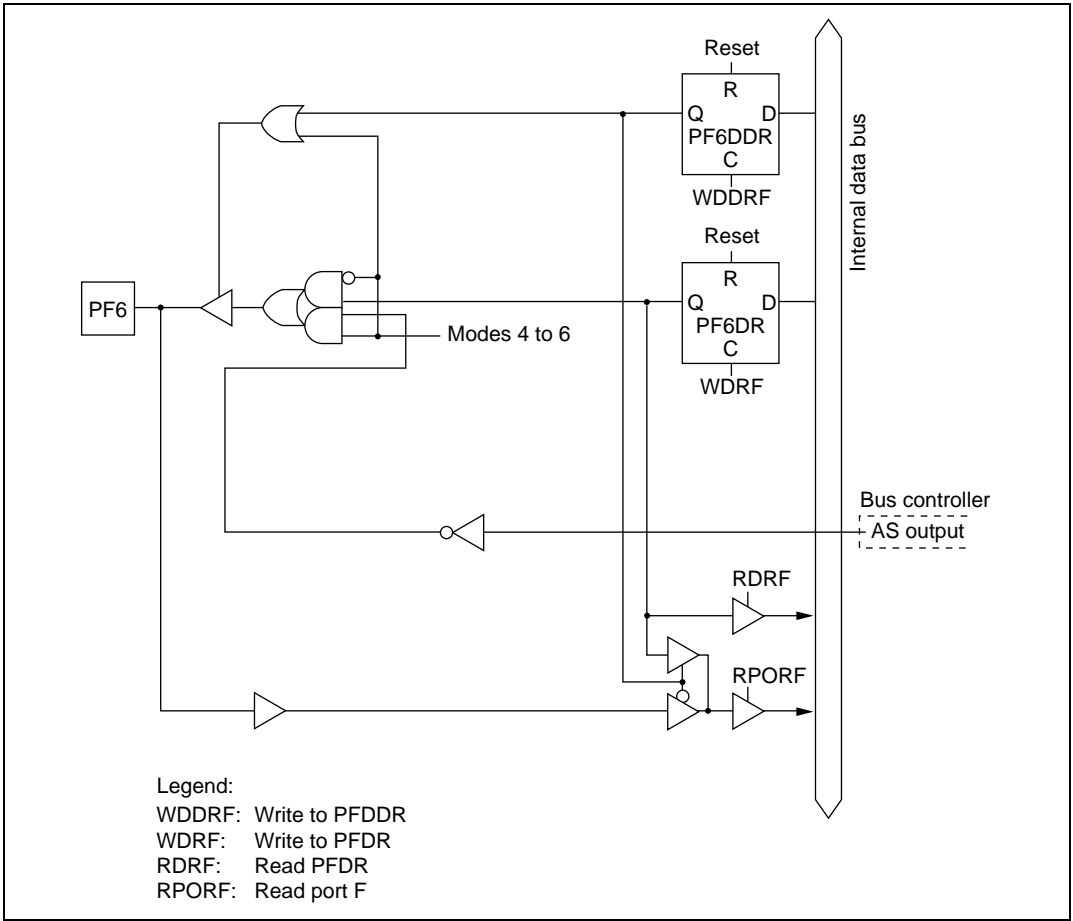 Reset
R
Q D
PF6DDR
C
WDDRF
Internal data bus
Reset
R
Q D
PF6DR
C
WDRF
PF6
Modes 4 to 6
Bus controller
AS output
RDRF
RPORF
Legend:
WDDRF: Write to PFDDR
WDRF: Write to PFDR
RDRF: Read PFDR
RPORF: Read port F